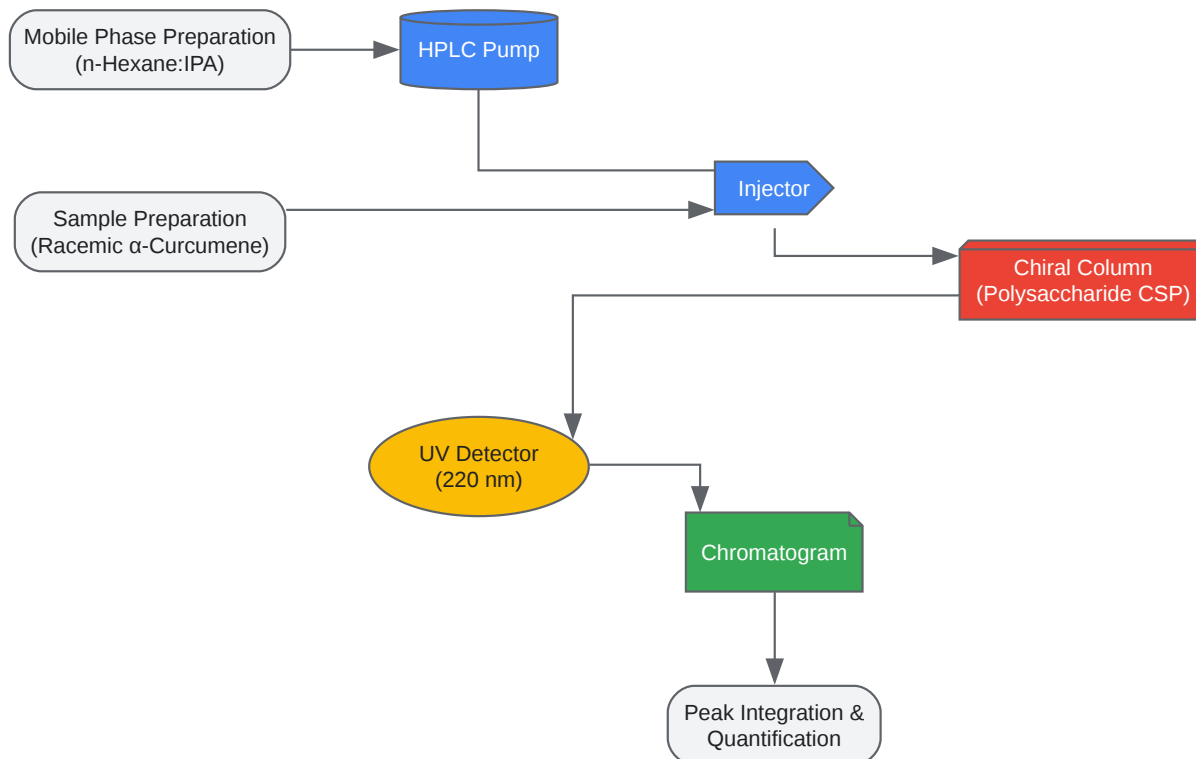 Mobile Phase Preparation
(n-Hexane:IPA)
HPLC Pump
Injector
Sample Preparation
(Racemic α-Curcumene)
Chiral Column
(Polysaccharide CSP)
UV Detector
(220 nm)
Chromatogram
Peak Integration &
Quantification